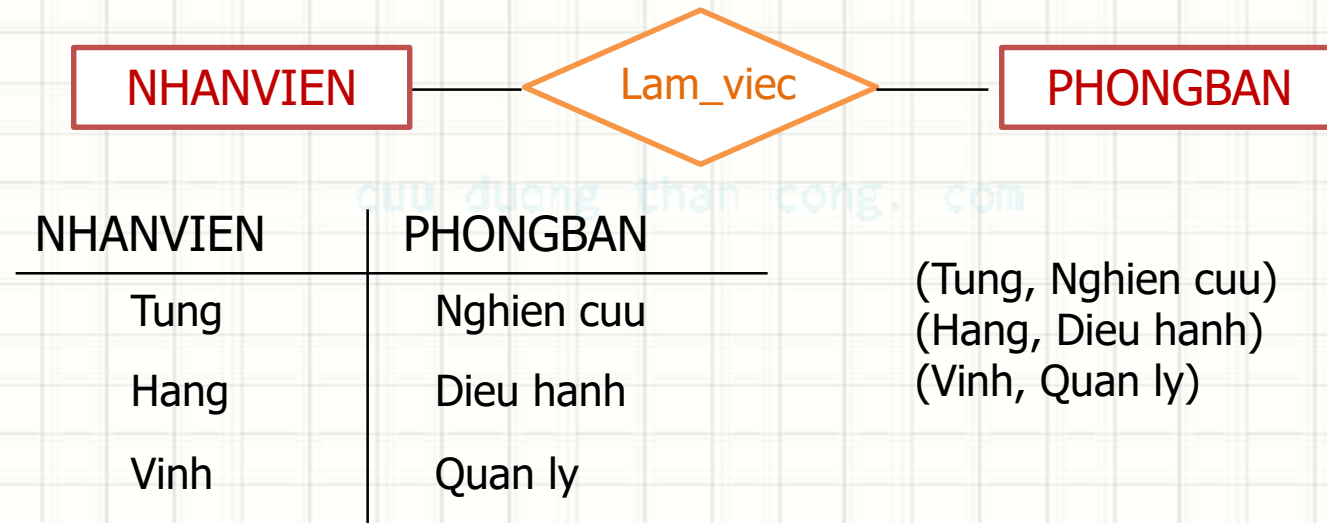 NHANVIEN Lam_viec PHONGBAN
cuu duong than cong. com
NHANVIEN PHONGBAN
Tung Nghien cuu
Hang Dieu hanh
Vinh Quan ly
(Tung, Nghien cuu)
(Hang, Dieu hanh)
(Vinh, Quan ly)